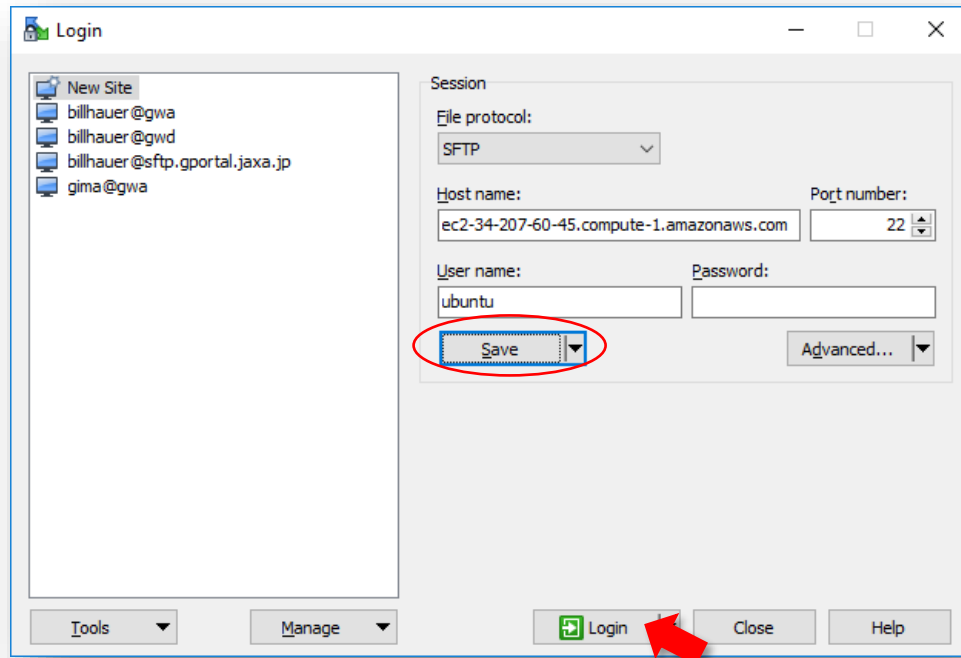 Login
New Site
billhauer@gwa
billhauer@gwd
billhauer@sftp.gportal.jaxa.jp
gima@gwa
Session
File protocol:
SFTP
Host name:
Port number:
ec2-34-207-60-45.compute-1.amazonaws.com
22
User name:
Password:
ubuntu
Save
Advanced...
Tools
Manage
Login
Close
Help